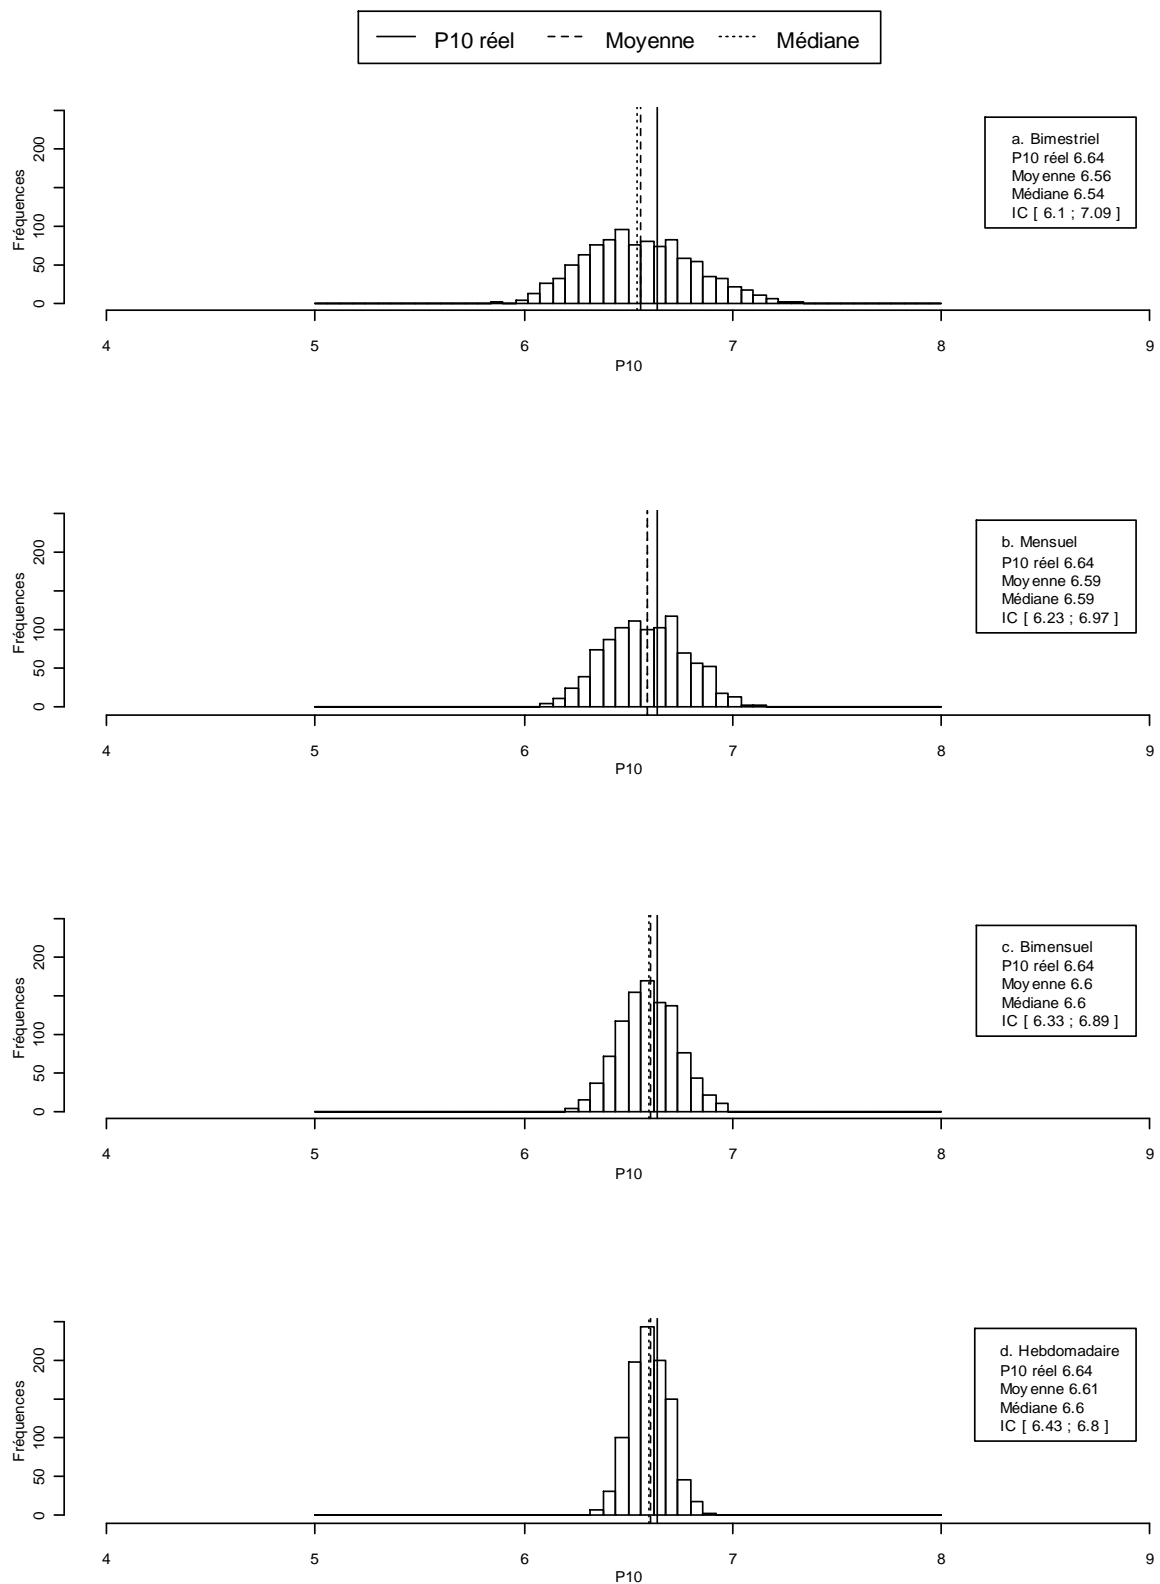 P10 réel Moyenne Médiane
Fréquences
0 50 100 200
a. Bimestriel
P10 réel 6.64
Moyenne 6.56
Médiane 6.54
IC [ 6.1 ; 7.09 ]
4 5 6 7 8 9
P10
Fréquences
0 50 100 200
b. Mensuel
P10 réel 6.64
Moyenne 6.59
Médiane 6.59
IC [ 6.23 ; 6.97 ]
4 5 6 7 8 9
P10
Fréquences
0 50 100 200
c. Bimensuel
P10 réel 6.64
Moyenne 6.6
Médiane 6.6
IC [ 6.33 ; 6.89 ]
4 5 6 7 8 9
P10
Fréquences
0 50 100 200
d. Hebdomadaire
P10 réel 6.64
Moyenne 6.61
Médiane 6.6
IC [ 6.43 ; 6.8 ]
4 5 6 7 8 9
P10